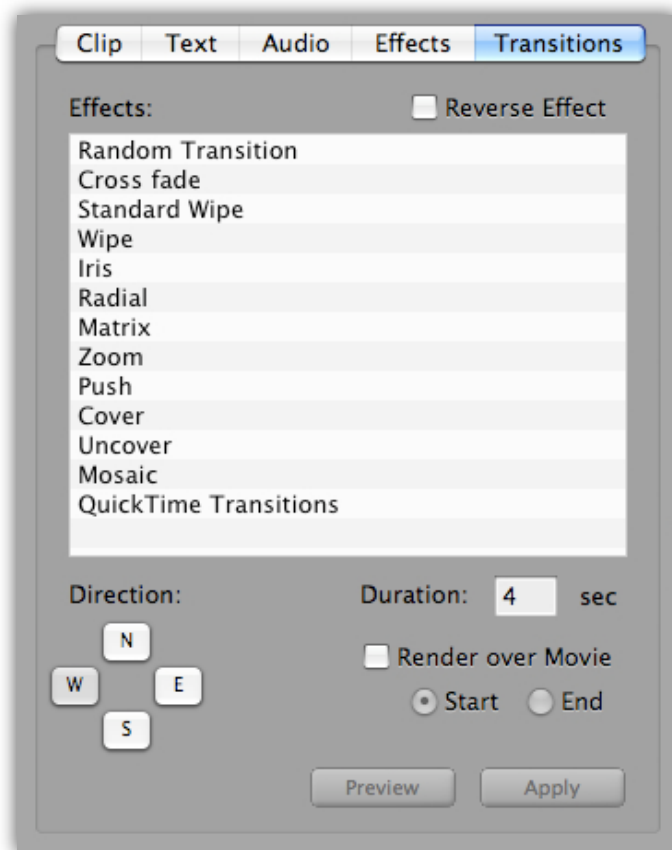 Clip Text Audio Effects Transitions
Effects: Reverse Effect
Random Transition
Cross fade
Standard Wipe
Wipe
Iris
Radial
Matrix
Zoom
Push
Cover
Uncover
Mosaic
QuickTime Transitions
Direction: Duration: 4 sec
N
Render over Movie
W E
Start End
S
Preview Apply